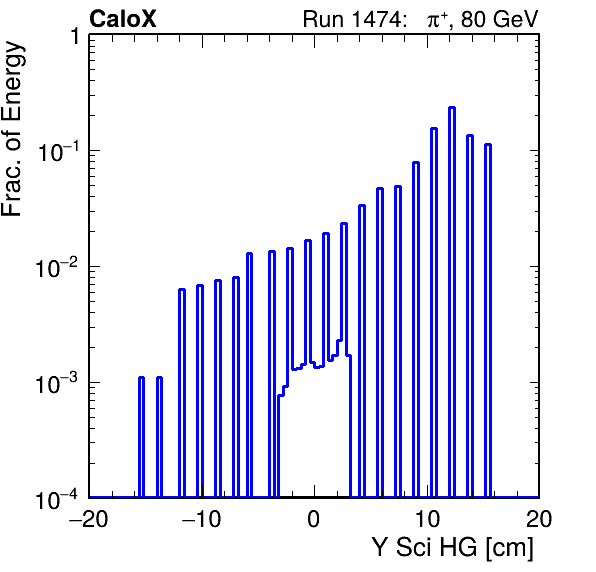 CaloX Run 1474: π⁺, 80 GeV
Frac. of Energy
1
10⁻¹
10⁻²
10⁻³
10⁻⁴
−20 −10 0 10 20
Y Sci HG [cm]